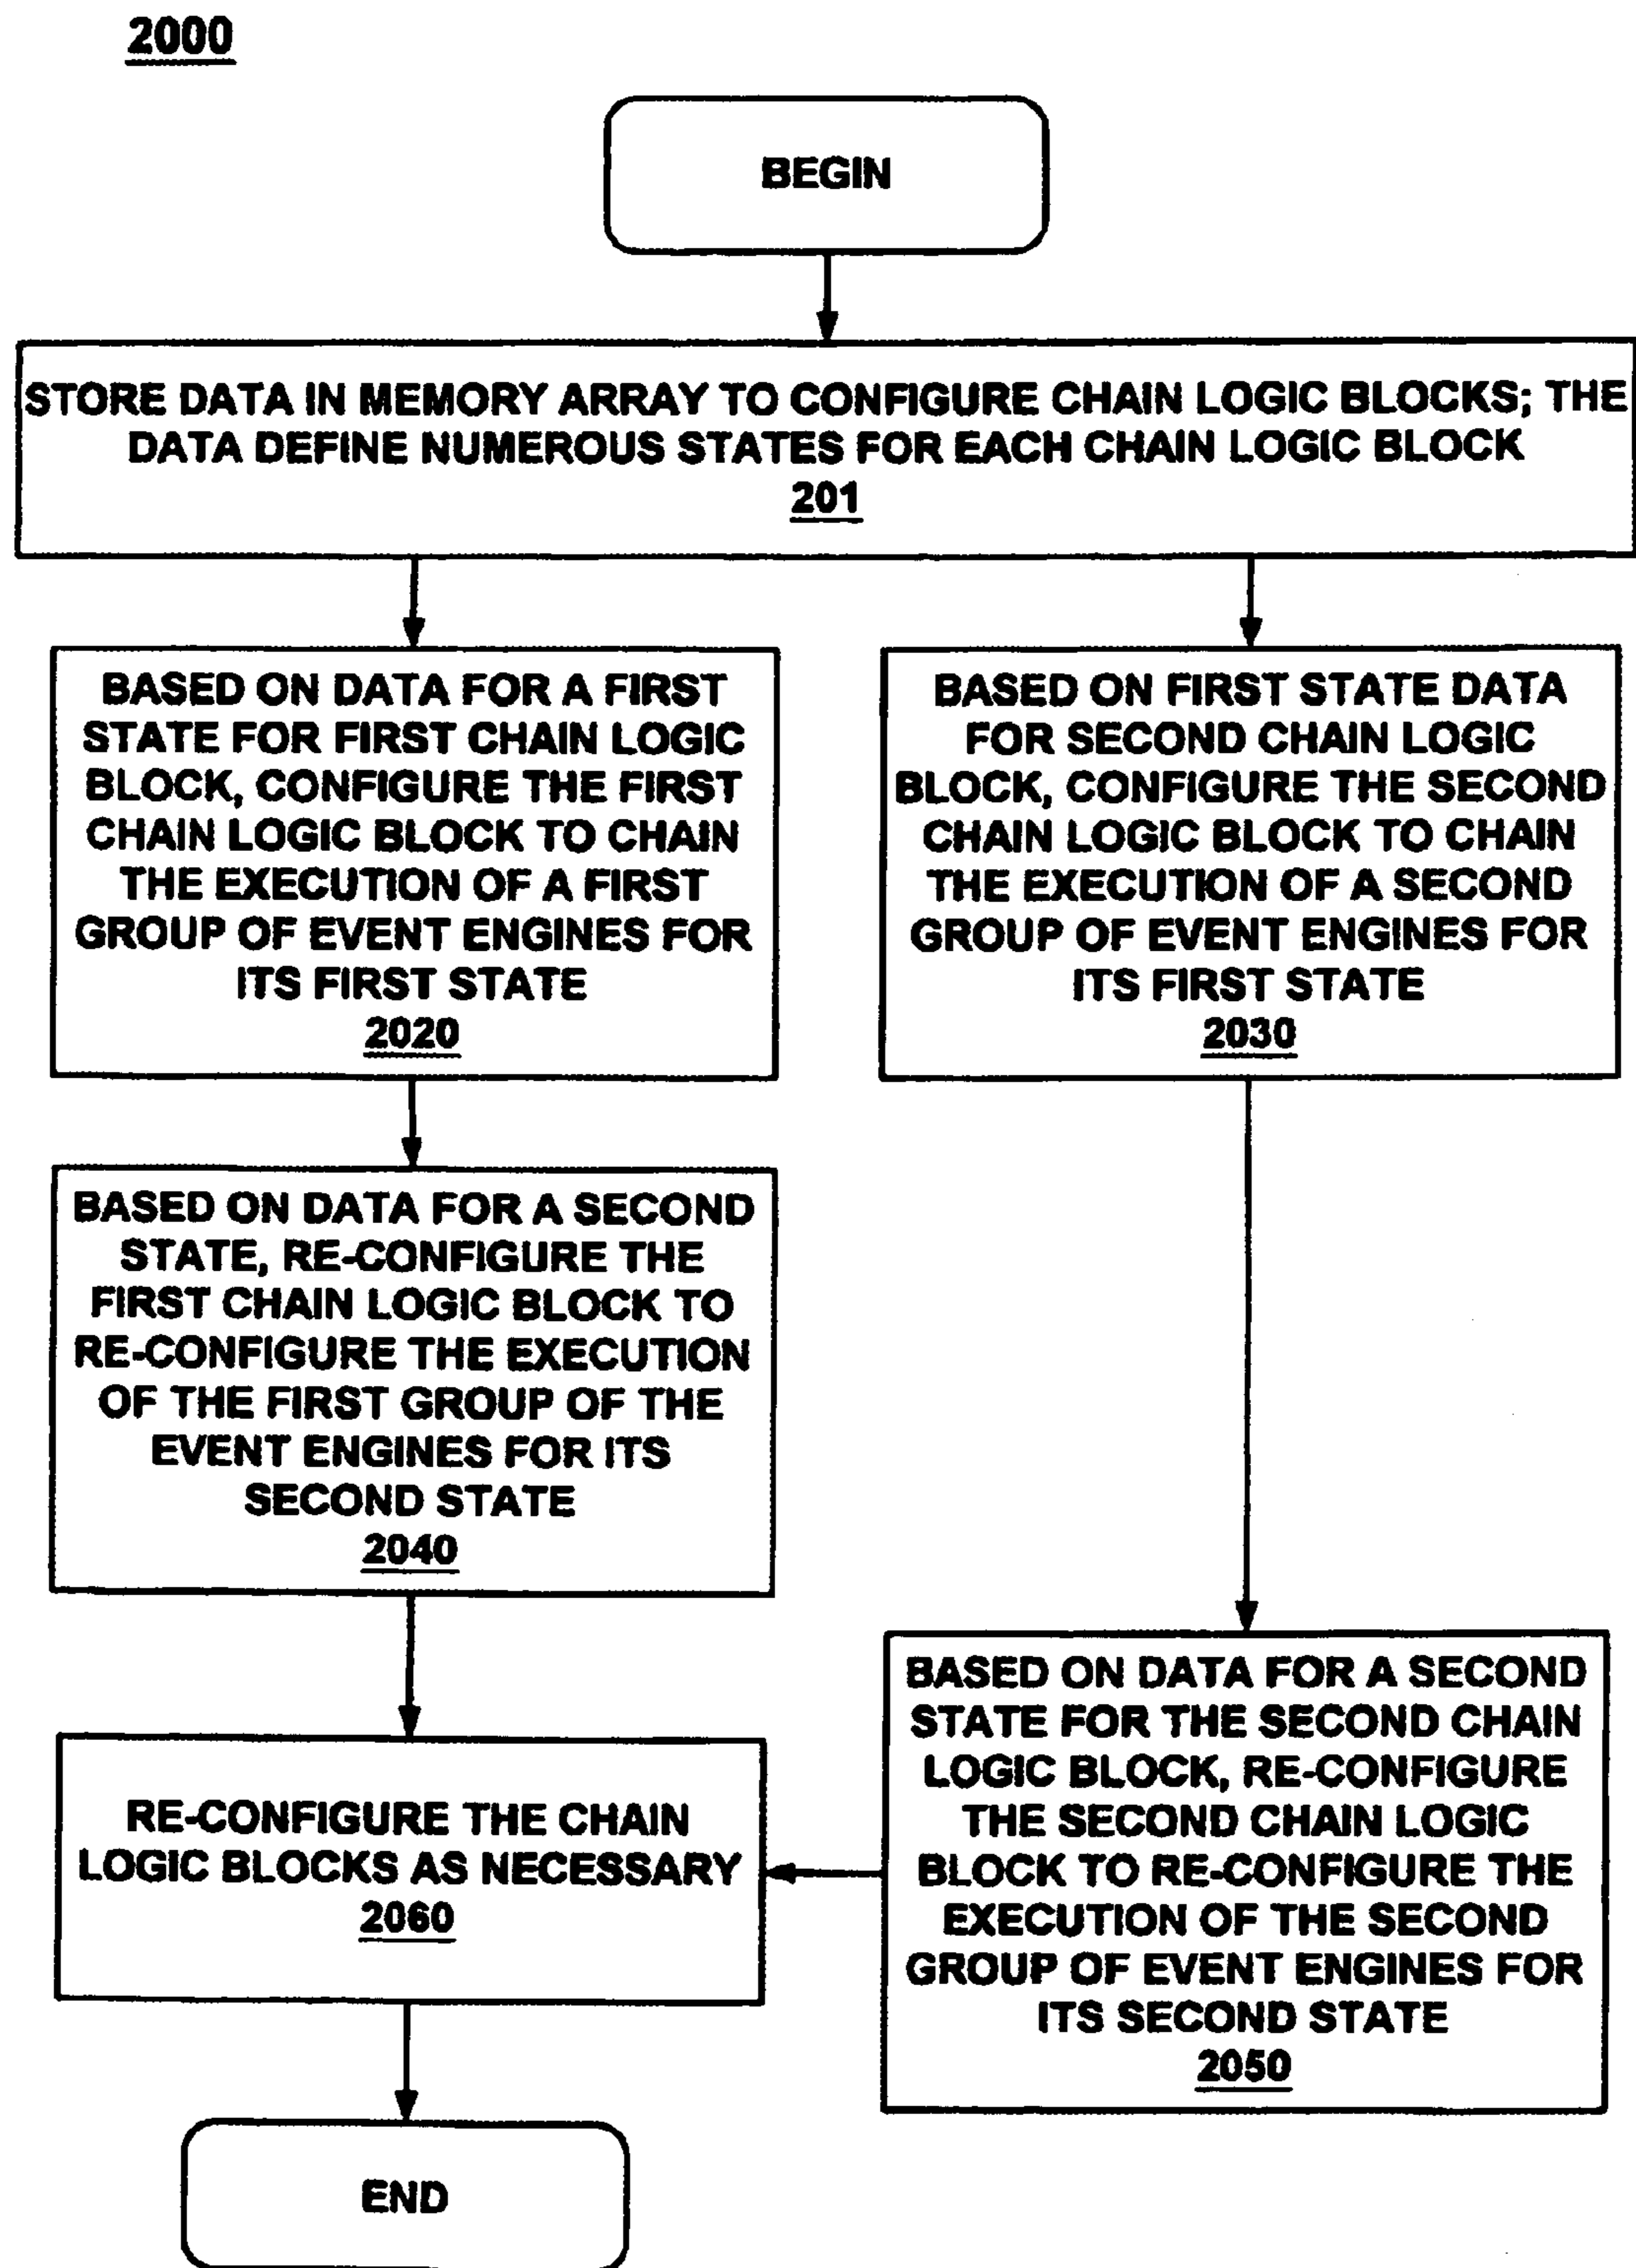 2000
BEGIN
STORE DATA IN MEMORY ARRAY TO CONFIGURE CHAIN LOGIC BLOCKS; THE
DATA DEFINE NUMEROUS STATES FOR EACH CHAIN LOGIC BLOCK
201
BASED ON DATA FOR A FIRST
STATE FOR FIRST CHAIN LOGIC
BLOCK, CONFIGURE THE FIRST
CHAIN LOGIC BLOCK TO CHAIN
THE EXECUTION OF A FIRST
GROUP OF EVENT ENGINES FOR
ITS FIRST STATE
2020
BASED ON FIRST STATE DATA
FOR SECOND CHAIN LOGIC
BLOCK, CONFIGURE THE SECOND
CHAIN LOGIC BLOCK TO CHAIN
THE EXECUTION OF A SECOND
GROUP OF EVENT ENGINES FOR
ITS FIRST STATE
2030
BASED ON DATA FOR A SECOND
STATE, RE-CONFIGURE THE
FIRST CHAIN LOGIC BLOCK TO
RE-CONFIGURE THE EXECUTION
OF THE FIRST GROUP OF THE
EVENT ENGINES FOR ITS
SECOND STATE
2040
BASED ON DATA FOR A SECOND
STATE FOR THE SECOND CHAIN
LOGIC BLOCK, RE-CONFIGURE
THE SECOND CHAIN LOGIC
BLOCK TO RE-CONFIGURE THE
EXECUTION OF THE SECOND
GROUP OF EVENT ENGINES FOR
ITS SECOND STATE
2050
RE-CONFIGURE THE CHAIN
LOGIC BLOCKS AS NECESSARY
2060
END